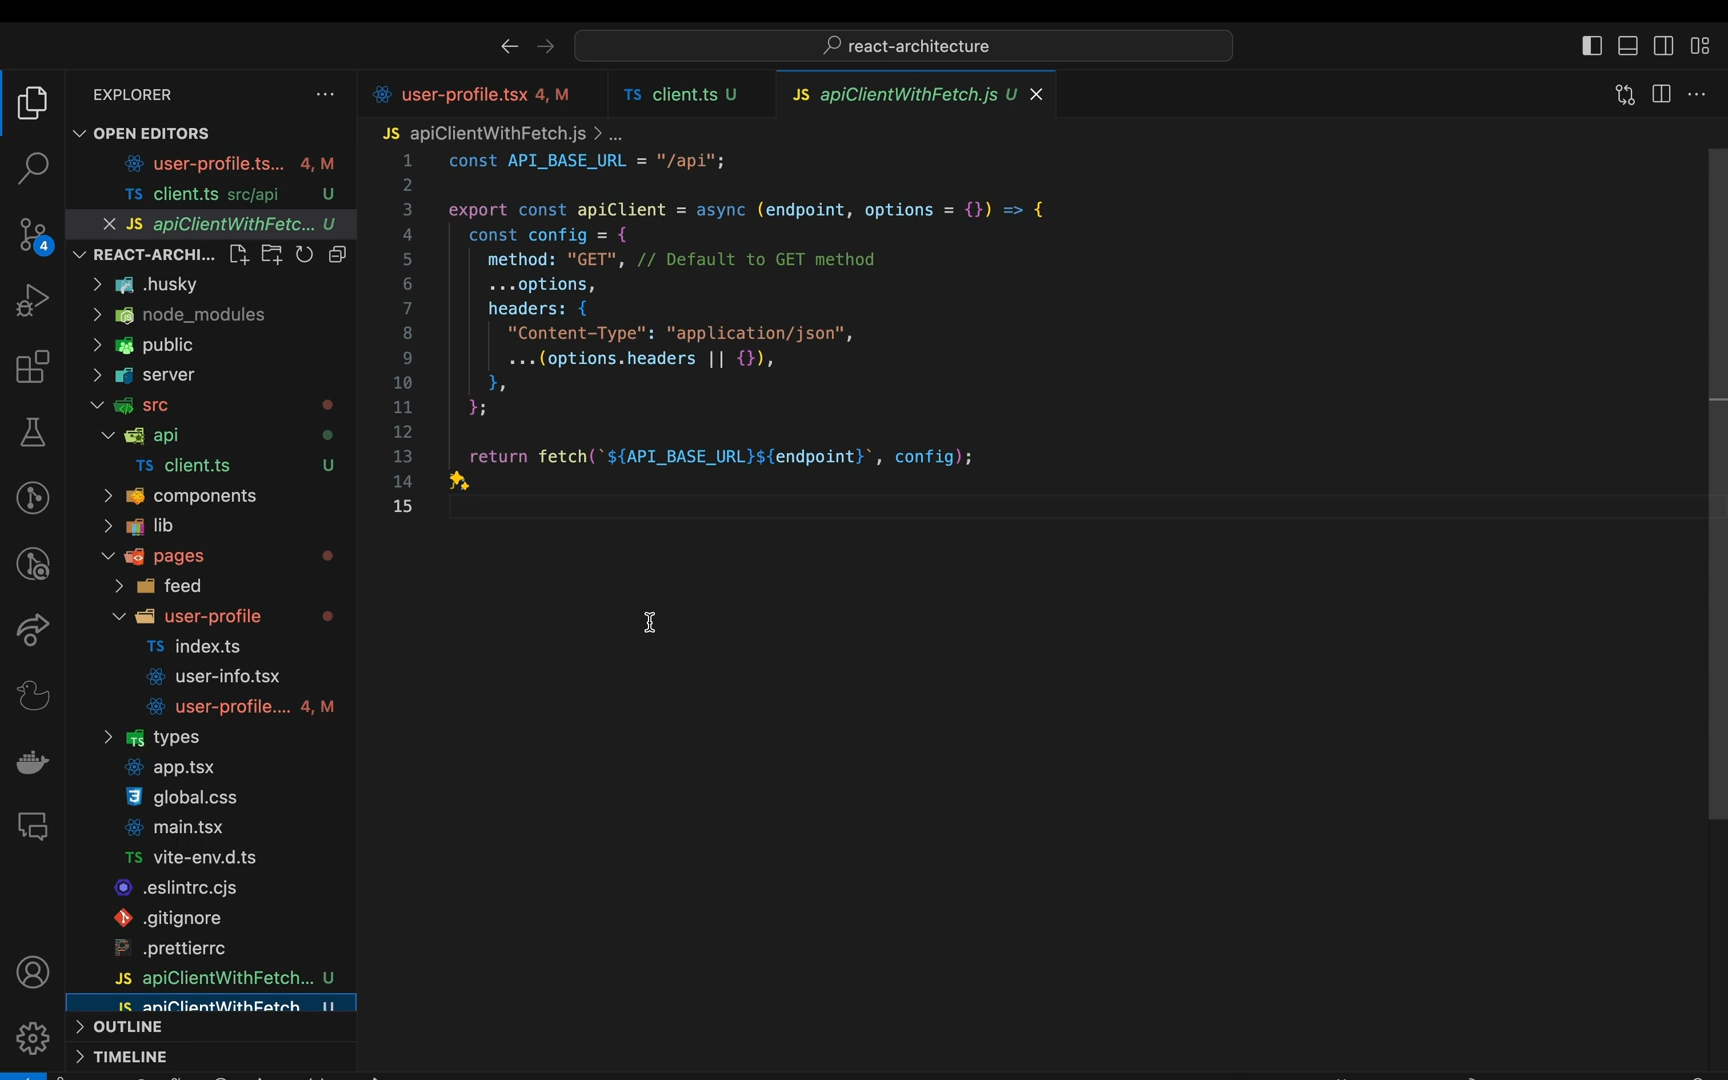 react-architecture
EXPLORER
OPEN EDITORS
user-profile.ts... 4, M
TS client.ts src/api U
JS apiClientWithFetc... U
REACT-ARCHI...
.husky
node_modules
public
server
src
api
TS client.ts U
components
lib
pages
feed
user-profile
TS index.ts
user-info.tsx
user-profile.... 4, M
types
app.tsx
global.css
main.tsx
TS vite-env.d.ts
.eslintrc.cjs
.gitignore
.prettierrc
JS apiClientWithFetch... U
JS apiClientWithFetch U
OUTLINE
TIMELINE
4
user-profile.tsx 4, M
TS client.ts U
JS apiClientWithFetch.js U
JS apiClientWithFetch.js > ...
1 const API_BASE_URL = "/api";
2
3 export const apiClient = async (endpoint, options = {}) => {
4 const config = {
5 method: "GET", // Default to GET method
6 ...options,
7 headers: {
8 "Content-Type": "application/json",
9 ...(options.headers || {}),
10 },
11 };
12
13 return fetch(`${API_BASE_URL}${endpoint}`, config);
14
15